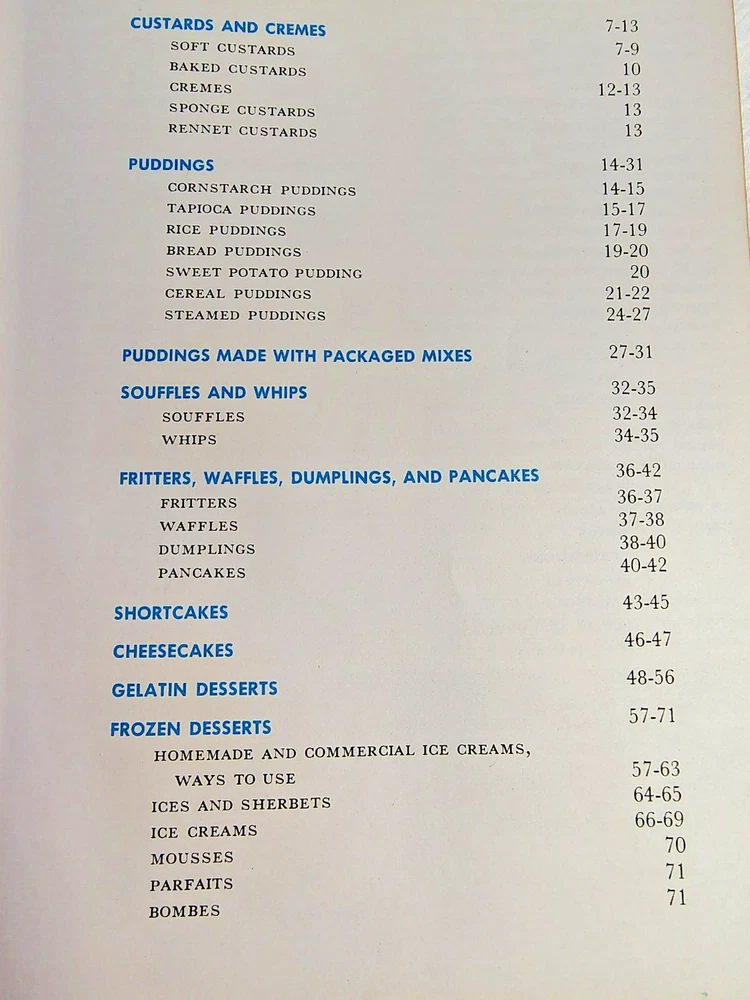 CUSTARDS AND CREMES 7-13
SOFT CUSTARDS 7-9
BAKED CUSTARDS 10
CREMES 12-13
SPONGE CUSTARDS 13
RENNET CUSTARDS 13
PUDDINGS 14-31
CORNSTARCH PUDDINGS 14-15
TAPIOCA PUDDINGS 15-17
RICE PUDDINGS 17-19
BREAD PUDDINGS 19-20
SWEET POTATO PUDDING 20
CEREAL PUDDINGS 21-22
STEAMED PUDDINGS 24-27
PUDDINGS MADE WITH PACKAGED MIXES 27-31
SOUFFLES AND WHIPS 32-35
SOUFFLES 32-34
WHIPS 34-35
FRITTERS, WAFFLES, DUMPLINGS, AND PANCAKES 36-42
FRITTERS 36-37
WAFFLES 37-38
DUMPLINGS 38-40
PANCAKES 40-42
SHORTCAKES 43-45
CHEESECAKES 46-47
GELATIN DESSERTS 48-56
FROZEN DESSERTS 57-71
HOMEMADE AND COMMERCIAL ICE CREAMS,
WAYS TO USE 57-63
ICES AND SHERBETS 64-65
ICE CREAMS 66-69
MOUSSES 70
PARFAITS 71
BOMBES 71